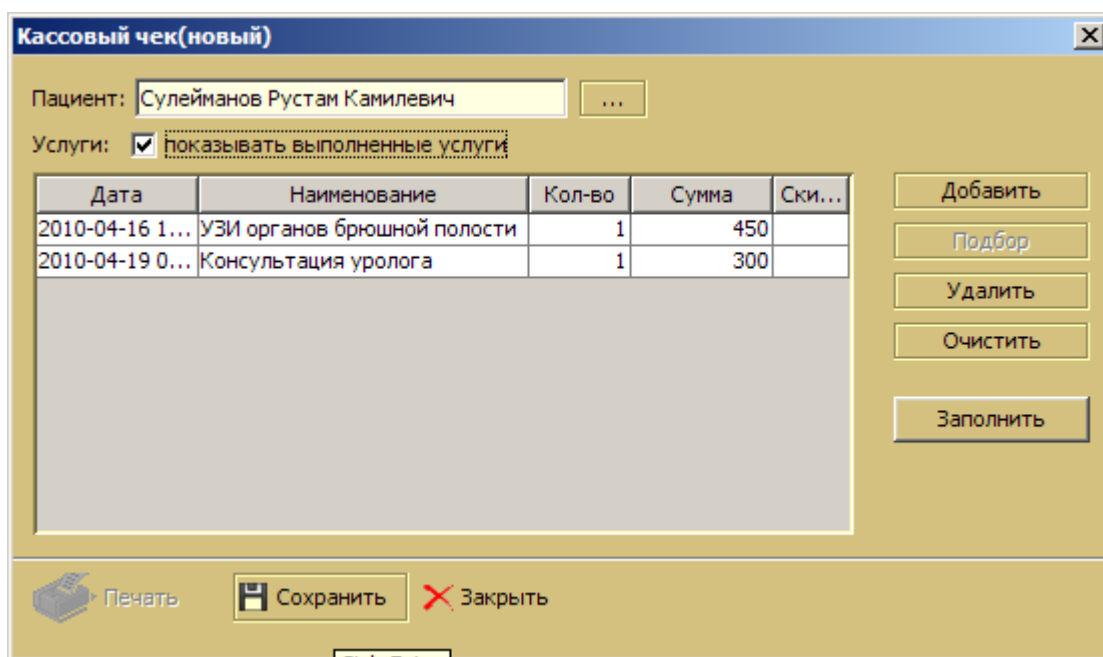 Кассовый чек(новый)
Пациент: Сулейманов Рустам Камилевич ...
Услуги: показывать выполненные услуги
Дата Наименование Кол-во Сумма Ски...
2010-04-16 1... УЗИ органов брюшной полости 1 450
2010-04-19 0... Консультация уролога 1 300
Добавить
Подбор
Удалить
Очистить
Заполнить
Печать Сохранить Закрыть